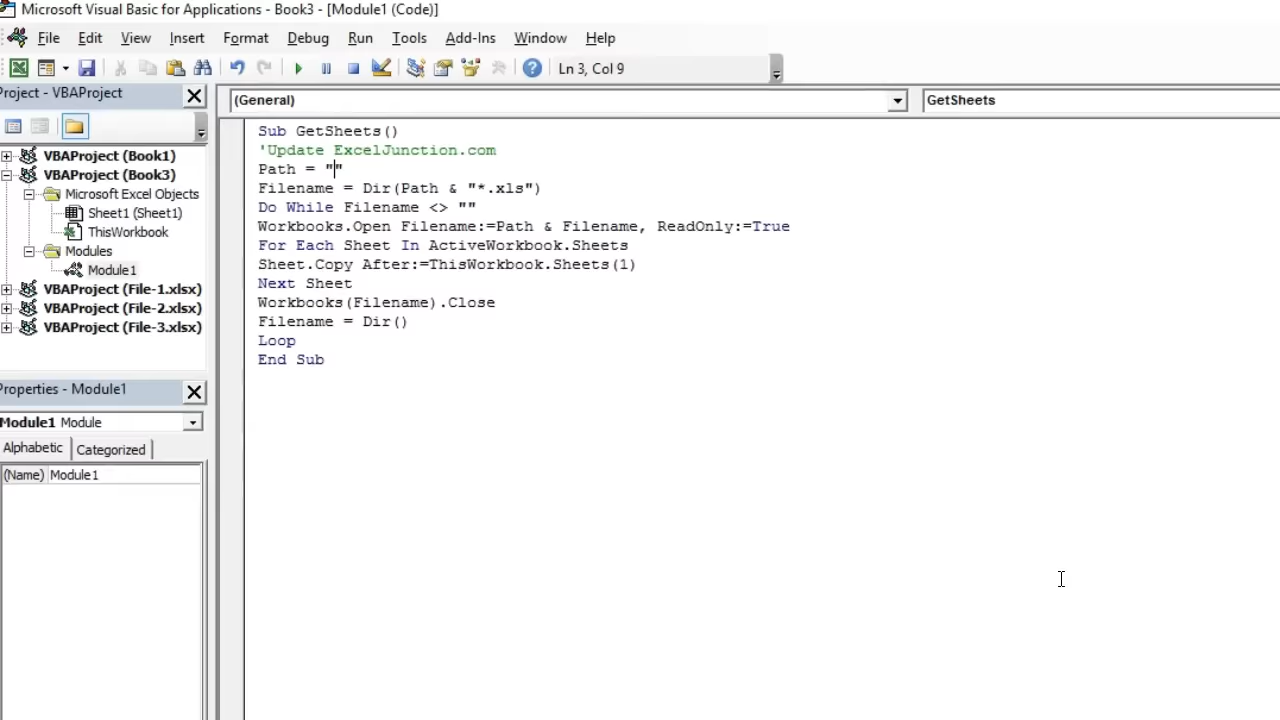 Microsoft Visual Basic for Applications - Book3 - [Module1 (Code)]
File Edit View Insert Format Debug Run Tools Add-Ins Window Help
Ln 3, Col 9
Project - VBAProject
(General)
GetSheets
VBAProject (Book1)
VBAProject (Book3)
Microsoft Excel Objects
Sheet1 (Sheet1)
ThisWorkbook
Modules
Module1
VBAProject (File-1.xlsx)
VBAProject (File-2.xlsx)
VBAProject (File-3.xlsx)
Properties - Module1
Module1 Module
Alphabetic Categorized
(Name) Module1
Sub GetSheets()
'Update ExcelJunction.com
Path = ""
Filename = Dir(Path & "*.xls")
Do While Filename <> ""
Workbooks.Open Filename:=Path & Filename, ReadOnly:=True
For Each Sheet In ActiveWorkbook.Sheets
Sheet.Copy After:=ThisWorkbook.Sheets(1)
Next Sheet
Workbooks(Filename).Close
Filename = Dir()
Loop
End Sub